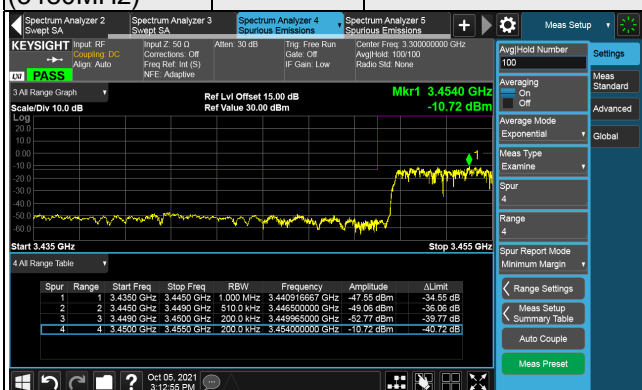 (3450MHz)
Spectrum Analyzer 2
Swept SA
Spectrum Analyzer 3
Swept SA
Spectrum Analyzer 4
Spurious Emissions
Spectrum Analyzer 5
Spurious Emissions
+
Meas Setup
KEYSIGHT
Input: RF
Coupling: DC
Align: Auto
Input Z: 50 Ω
Corrections: Off
Freq Ref: Int (S)
NFE: Adaptive
Atten: 30 dB
Trig: Free Run
Gate: Off
IF Gain: Low
Center Freq: 3.300000000 GHz
Avg|Hold: 100/100
Radio Std: None
LXI
PASS
3 All Range Graph
Scale/Div 10.0 dB
Ref Lvl Offset 15.00 dB
Ref Value 30.00 dBm
Mkr1 3.4540 GHz
-10.72 dBm
Log
20.0
10.0
0.00
-10.0
-20.0
-30.0
-40.0
-50.0
-60.0
1
Start 3.435 GHz
Stop 3.455 GHz
4 All Range Table
Spur Range Start Freq Stop Freq RBW Frequency Amplitude ΔLimit
1 1 3.4350 GHz 3.4450 GHz 1.000 MHz 3.440916667 GHz -47.55 dBm -34.55 dB
2 2 3.4450 GHz 3.4490 GHz 510.0 kHz 3.446500000 GHz -49.06 dBm -36.06 dB
3 3 3.4490 GHz 3.4500 GHz 200.0 kHz 3.449965000 GHz -52.77 dBm -39.77 dB
4 4 3.4500 GHz 3.4550 GHz 200.0 kHz 3.454000000 GHz -10.72 dBm -40.72 dB
Avg|Hold Number
100
Averaging
On
Off
Average Mode
Exponential
Meas Type
Examine
Spur
4
Range
4
Spur Report Mode
Minimum Margin
Range Settings
Meas Setup
Summary Table
Auto Couple
Meas Preset
Settings
Meas
Standard
Advanced
Global
?
Oct 05, 2021
3:12:55 PM